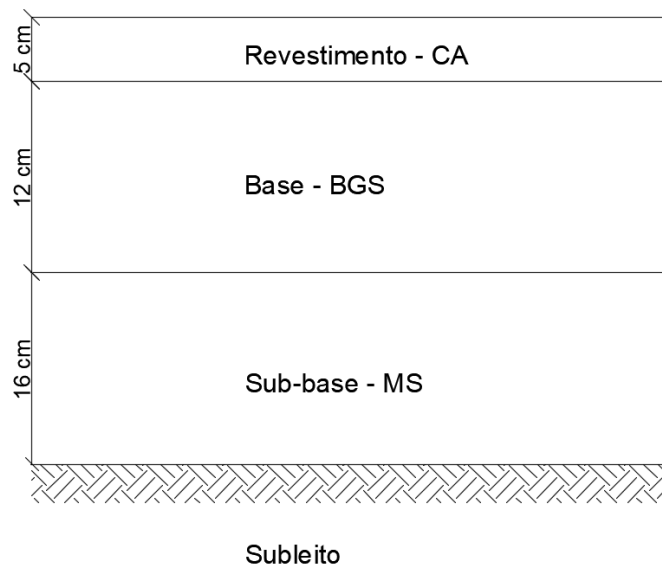 5 cm
Revestimento - CA
12 cm
Base - BGS
16 cm
Sub-base - MS
Subleito